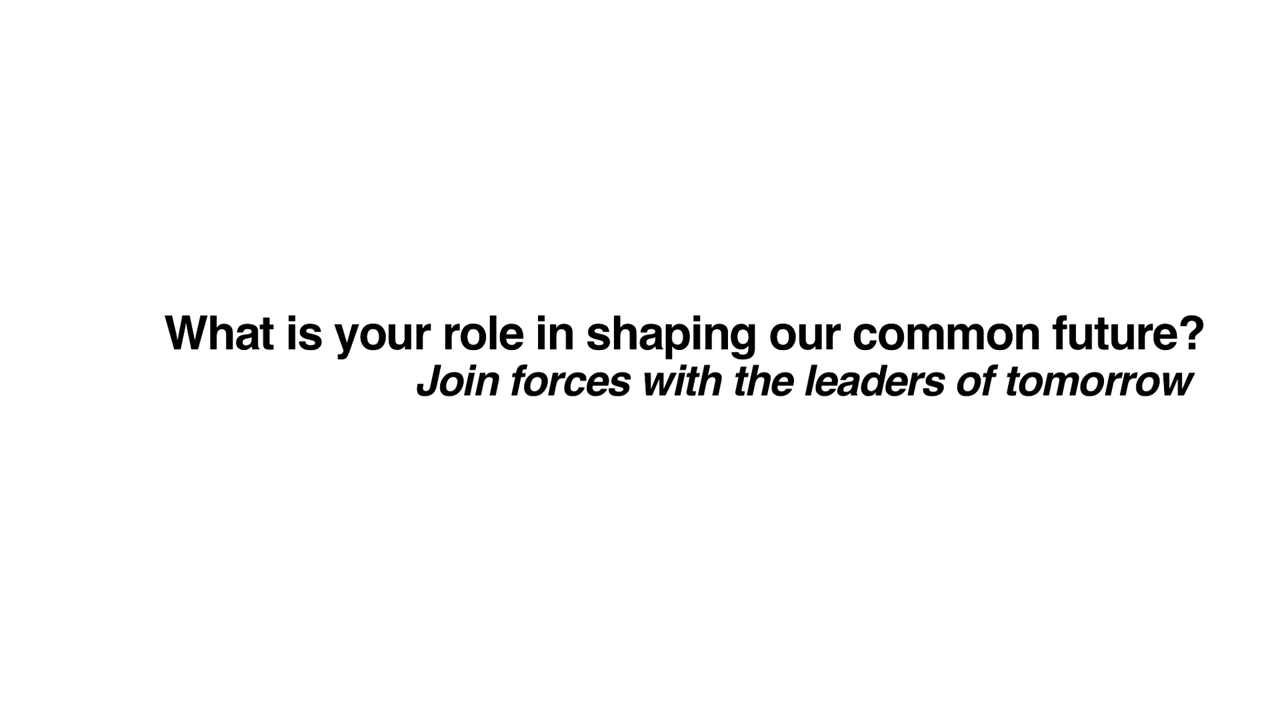 What is your role in shaping our common future?
Join forces with the leaders of tomorrow